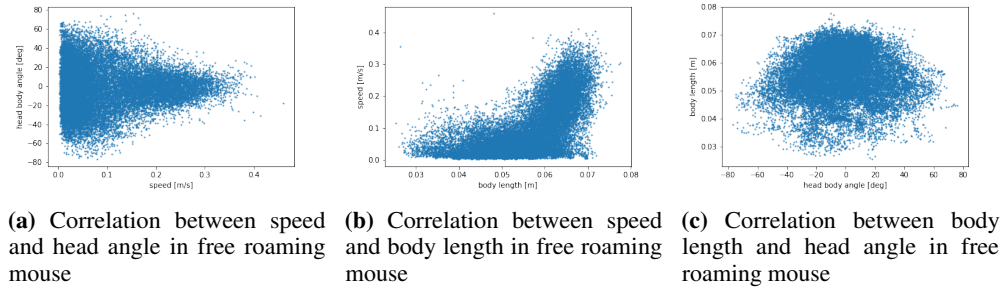 80
60
40
20
0
−20
−40
−60
−80
head body angle [deg]
0.0 0.1 0.2 0.3 0.4
speed [m/s]
0.4
0.3
0.2
0.1
0.0
speed [m/s]
0.03 0.04 0.05 0.06 0.07 0.08
body length [m]
0.08
0.07
0.06
0.05
0.04
0.03
body length [m]
−80 −60 −40 −20 0 20 40 60 80
head body angle [deg]
(a) Correlation between speed
and head angle in free roaming
mouse
(b) Correlation between speed
and body length in free roaming
mouse
(c) Correlation between body
length and head angle in free
roaming mouse